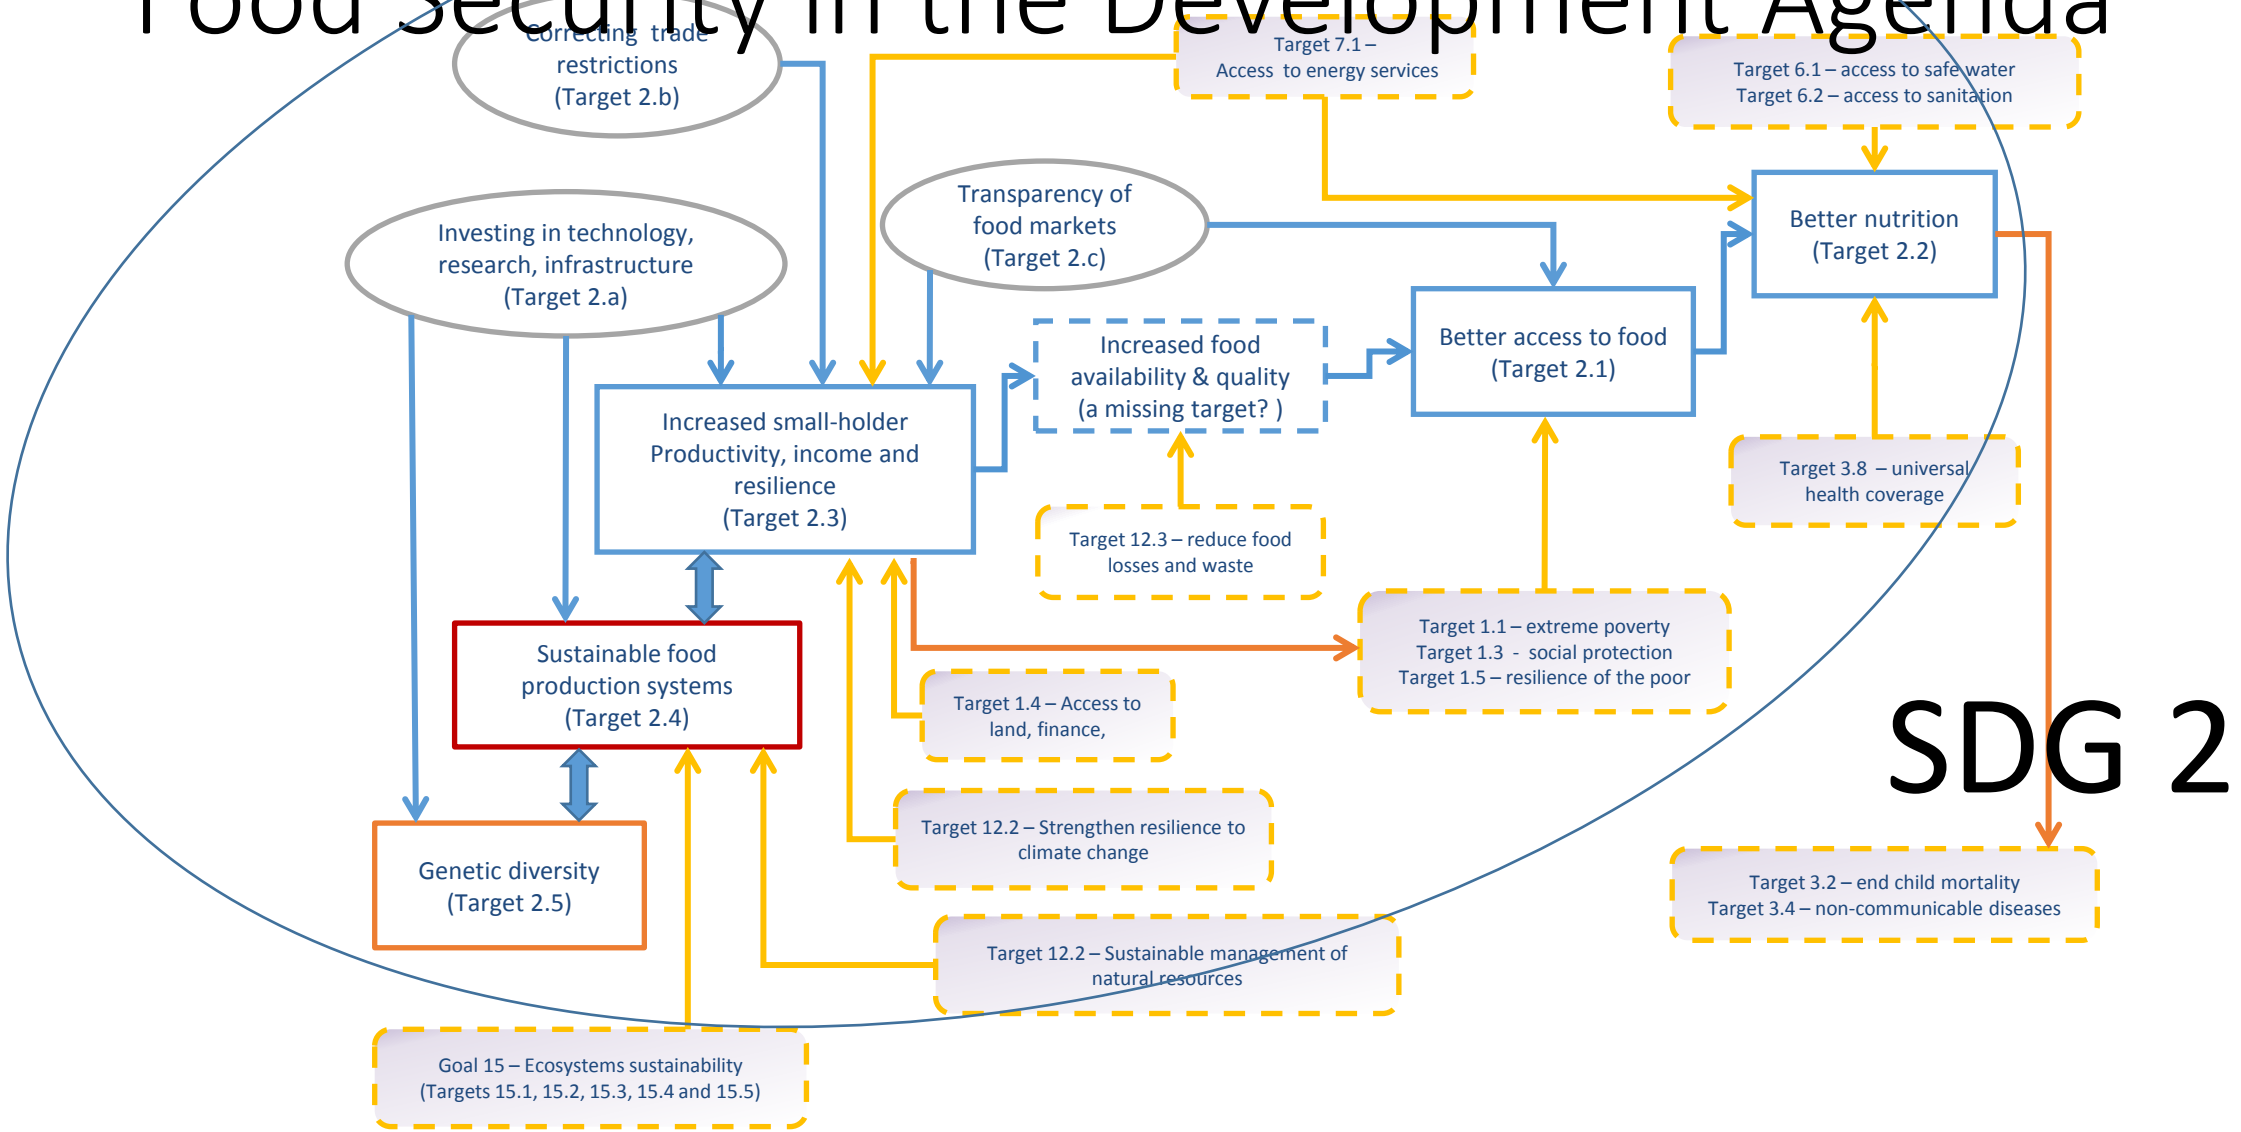 Food Security in the Development Agenda
Correcting trade
restrictions
(Target 2.b)
Target 7.1 –
Access to energy services
Target 6.1 – access to safe water
Target 6.2 – access to sanitation
Transparency of
food markets
(Target 2.c)
Better nutrition
(Target 2.2)
Investing in technology,
research, infrastructure
(Target 2.a)
Increased food
availability & quality
(a missing target? )
Better access to food
(Target 2.1)
Increased small-holder
Productivity, income and
resilience
(Target 2.3)
Target 3.8 – universal
health coverage
Target 12.3 – reduce food
losses and waste
Target 1.1 – extreme poverty
Target 1.3 - social protection
Target 1.5 – resilience of the poor
Sustainable food
production systems
(Target 2.4)
Target 1.4 – Access to
land, finance,
SDG 2
Target 12.2 – Strengthen resilience to
climate change
Genetic diversity
(Target 2.5)
Target 3.2 – end child mortality
Target 3.4 – non-communicable diseases
Target 12.2 – Sustainable management of
natural resources
Goal 15 – Ecosystems sustainability
(Targets 15.1, 15.2, 15.3, 15.4 and 15.5)